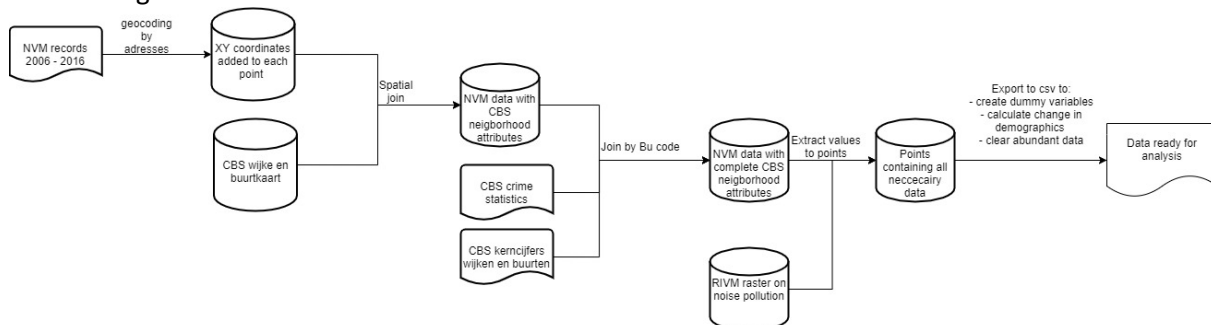 geocoding
by
adresses
NVM records
2006 - 2016
XY coordinates
added to each
point
CBS wijke en
buurtkaart
Spatial
join
NVM data with
CBS
neigborhood
attributes
CBS crime
statistics
CBS kerncijfers
wijken en buurten
Join by Bu code
NVM data with
complete CBS
neigborhood
attributes
RIVM raster on
noise pollution
Extract values
to points
Points
containing all
neccecairy
data
Export to csv to:
- create dummy variables
- calculate change in
demographics
- clear abundant data
Data ready for
analysis